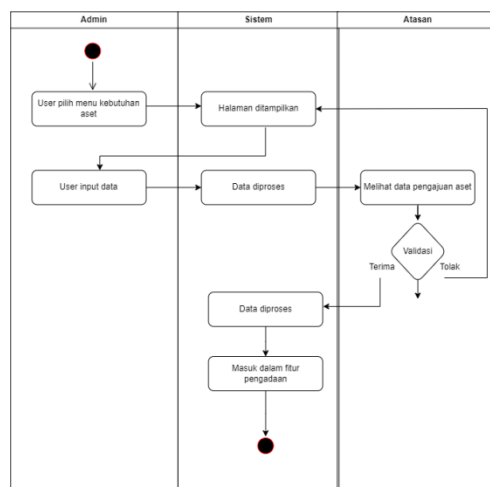 Admin
Sistem
Atasan
User pilih menu kebutuhan
aset
Halaman ditampilkan
User input data
Data diproses
Melihat data pengajuan aset
Validasi
Terima
Tolak
Data diproses
Masuk dalam fitur
pengadaan